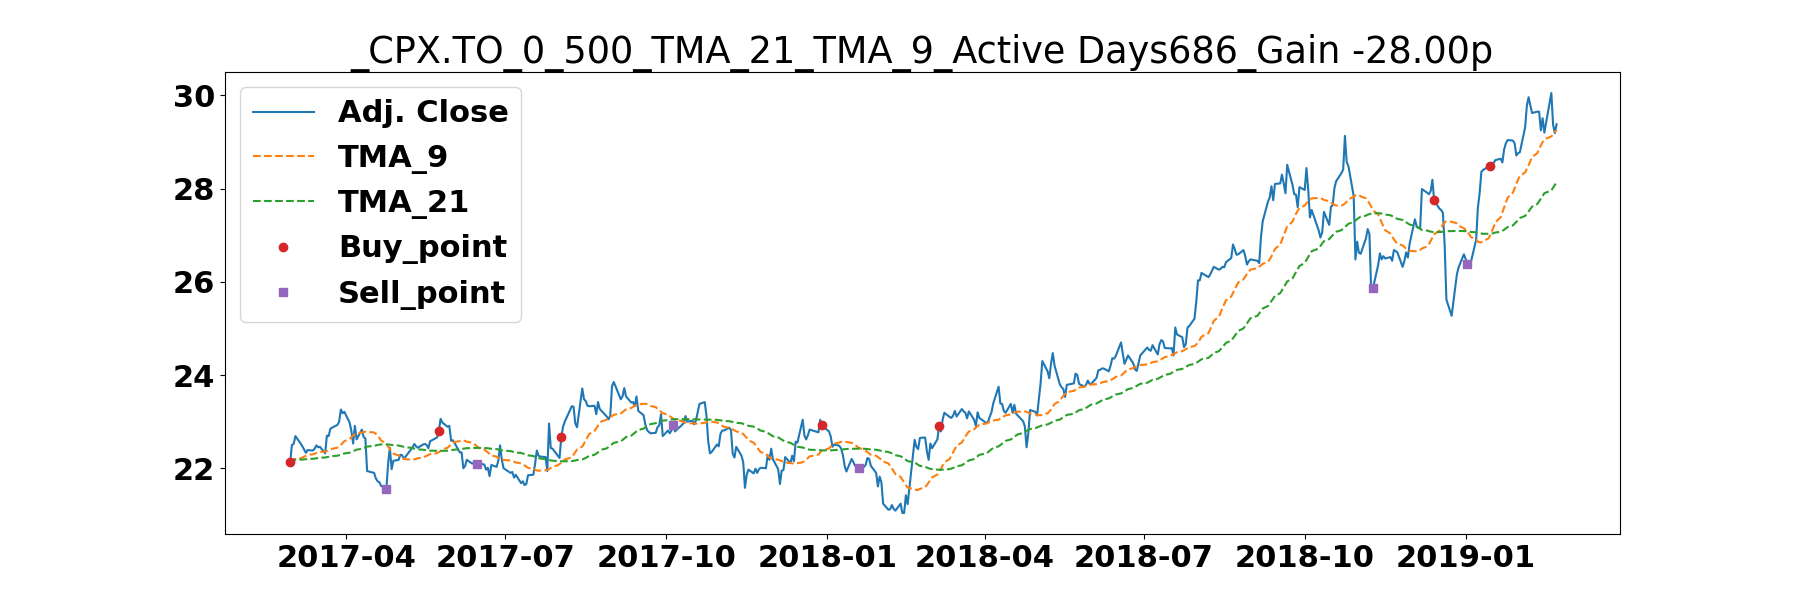 _CPX.TO_0_500_TMA_21_TMA_9_Active Days686_Gain -28.00p
30
28
26
24
22
Adj. Close
TMA_9
TMA_21
Buy_point
Sell_point
2017-04 2017-07 2017-10 2018-01 2018-04 2018-07 2018-10 2019-01